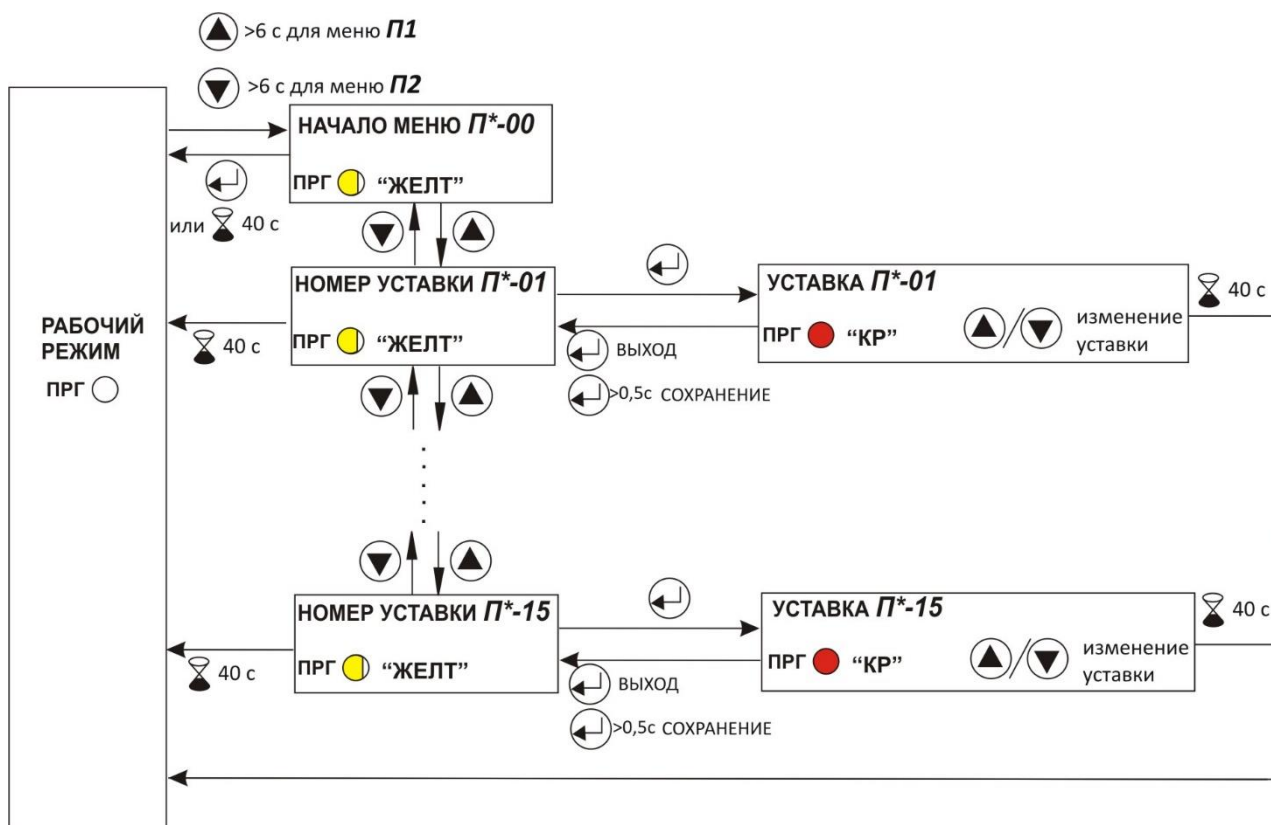 >6 с для меню П1
>6 с для меню П2
НАЧАЛО МЕНЮ П*-00
ПРГ “ЖЕЛТ”
или 40 с
НОМЕР УСТАВКИ П*-01
ПРГ “ЖЕЛТ”
40 с
УСТАВКА П*-01
ПРГ “КР”
изменение
уставки
40 с
РАБОЧИЙ
РЕЖИМ
ПРГ
ВЫХОД
>0,5с СОХРАНЕНИЕ
НОМЕР УСТАВКИ П*-15
ПРГ “ЖЕЛТ”
40 с
УСТАВКА П*-15
ПРГ “КР”
изменение
уставки
40 с
ВЫХОД
>0,5с СОХРАНЕНИЕ